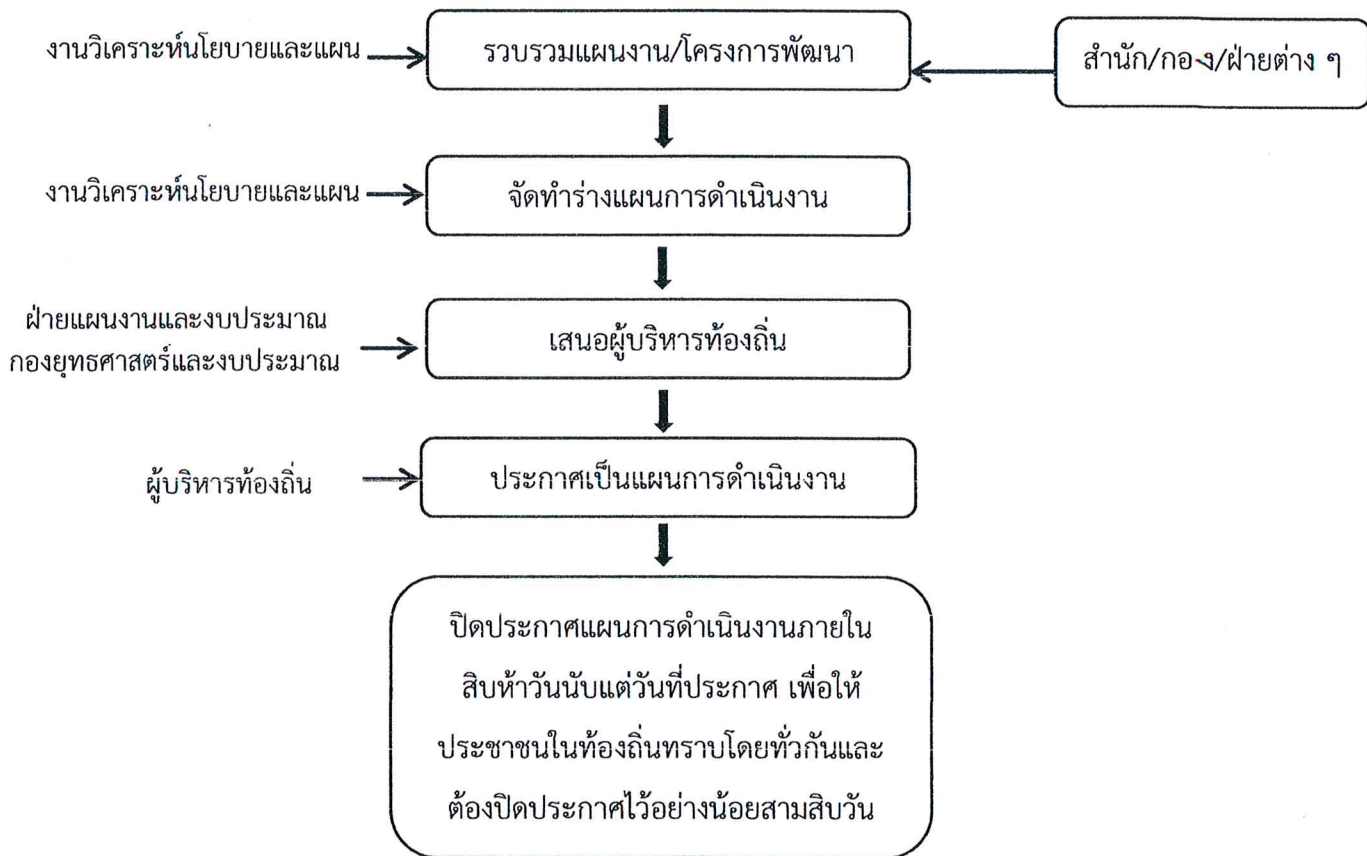 งานวิเคราะห์นโยบายและแผน
รวบรวมแผนงาน/โครงการพัฒนา
สำนัก/กอง/ฝ่ายต่าง ๆ
งานวิเคราะห์นโยบายและแผน
จัดทำร่างแผนการดำเนินงาน
ฝ่ายแผนงานและงบประมาณ
กองยุทธศาสตร์และงบประมาณ
เสนอผู้บริหารท้องถิ่น
ผู้บริหารท้องถิ่น
ประกาศเป็นแผนการดำเนินงาน
ปิดประกาศแผนการดำเนินงานภายใน
สิบห้าวันนับแต่วันที่ประกาศ เพื่อให้
ประชาชนในท้องถิ่นทราบโดยทั่วกันและ
ต้องปิดประกาศไว้อย่างน้อยสามสิบวัน